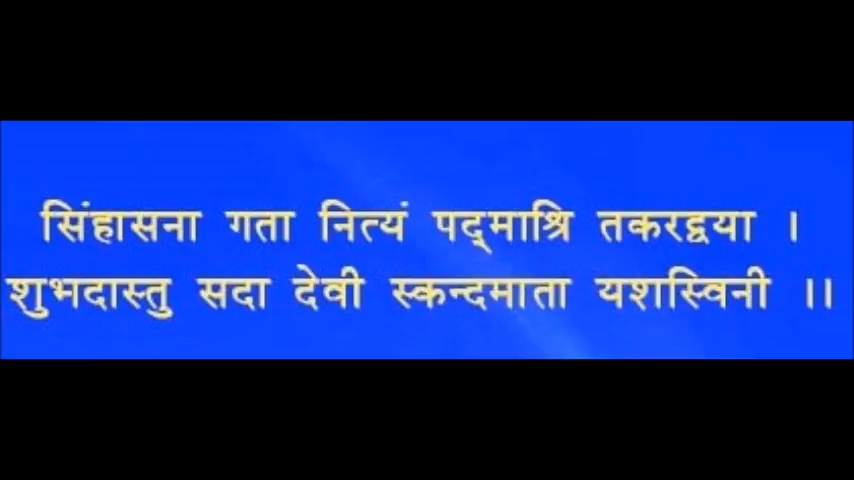 सिंहासना गता नित्यं पद्माश्रि तकरद्वया ।
शुभदास्तु सदा देवी स्कन्दमाता यशस्विनी ।।